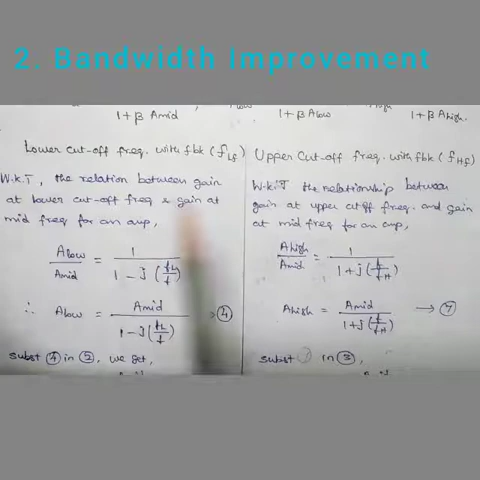 2. Bandwidth Improvement
1+β Amid
1+β Alow
1+β Ahigh.
Lower cut-off freq. with fbk (fLf)
W.k.T, the relation between gain
at lower cut-off freq & gain at
mid freq for an amp,
Alow/Amid = 1/(1-j(fL/f))
∴ Alow = Amid/(1-j(fL/f)) → 4
subst 4 in 2, we get,
Upper Cut-off freq. with fbk (fHf)
W.K.T the relationship between
gain at upper cutoff freq. and gain
at mid freq for an amp,
Ahigh/Amid = 1/(1+j(f/fH))
Ahigh = Amid/(1+j(f/fH)) → 7
subst 7 in 3,